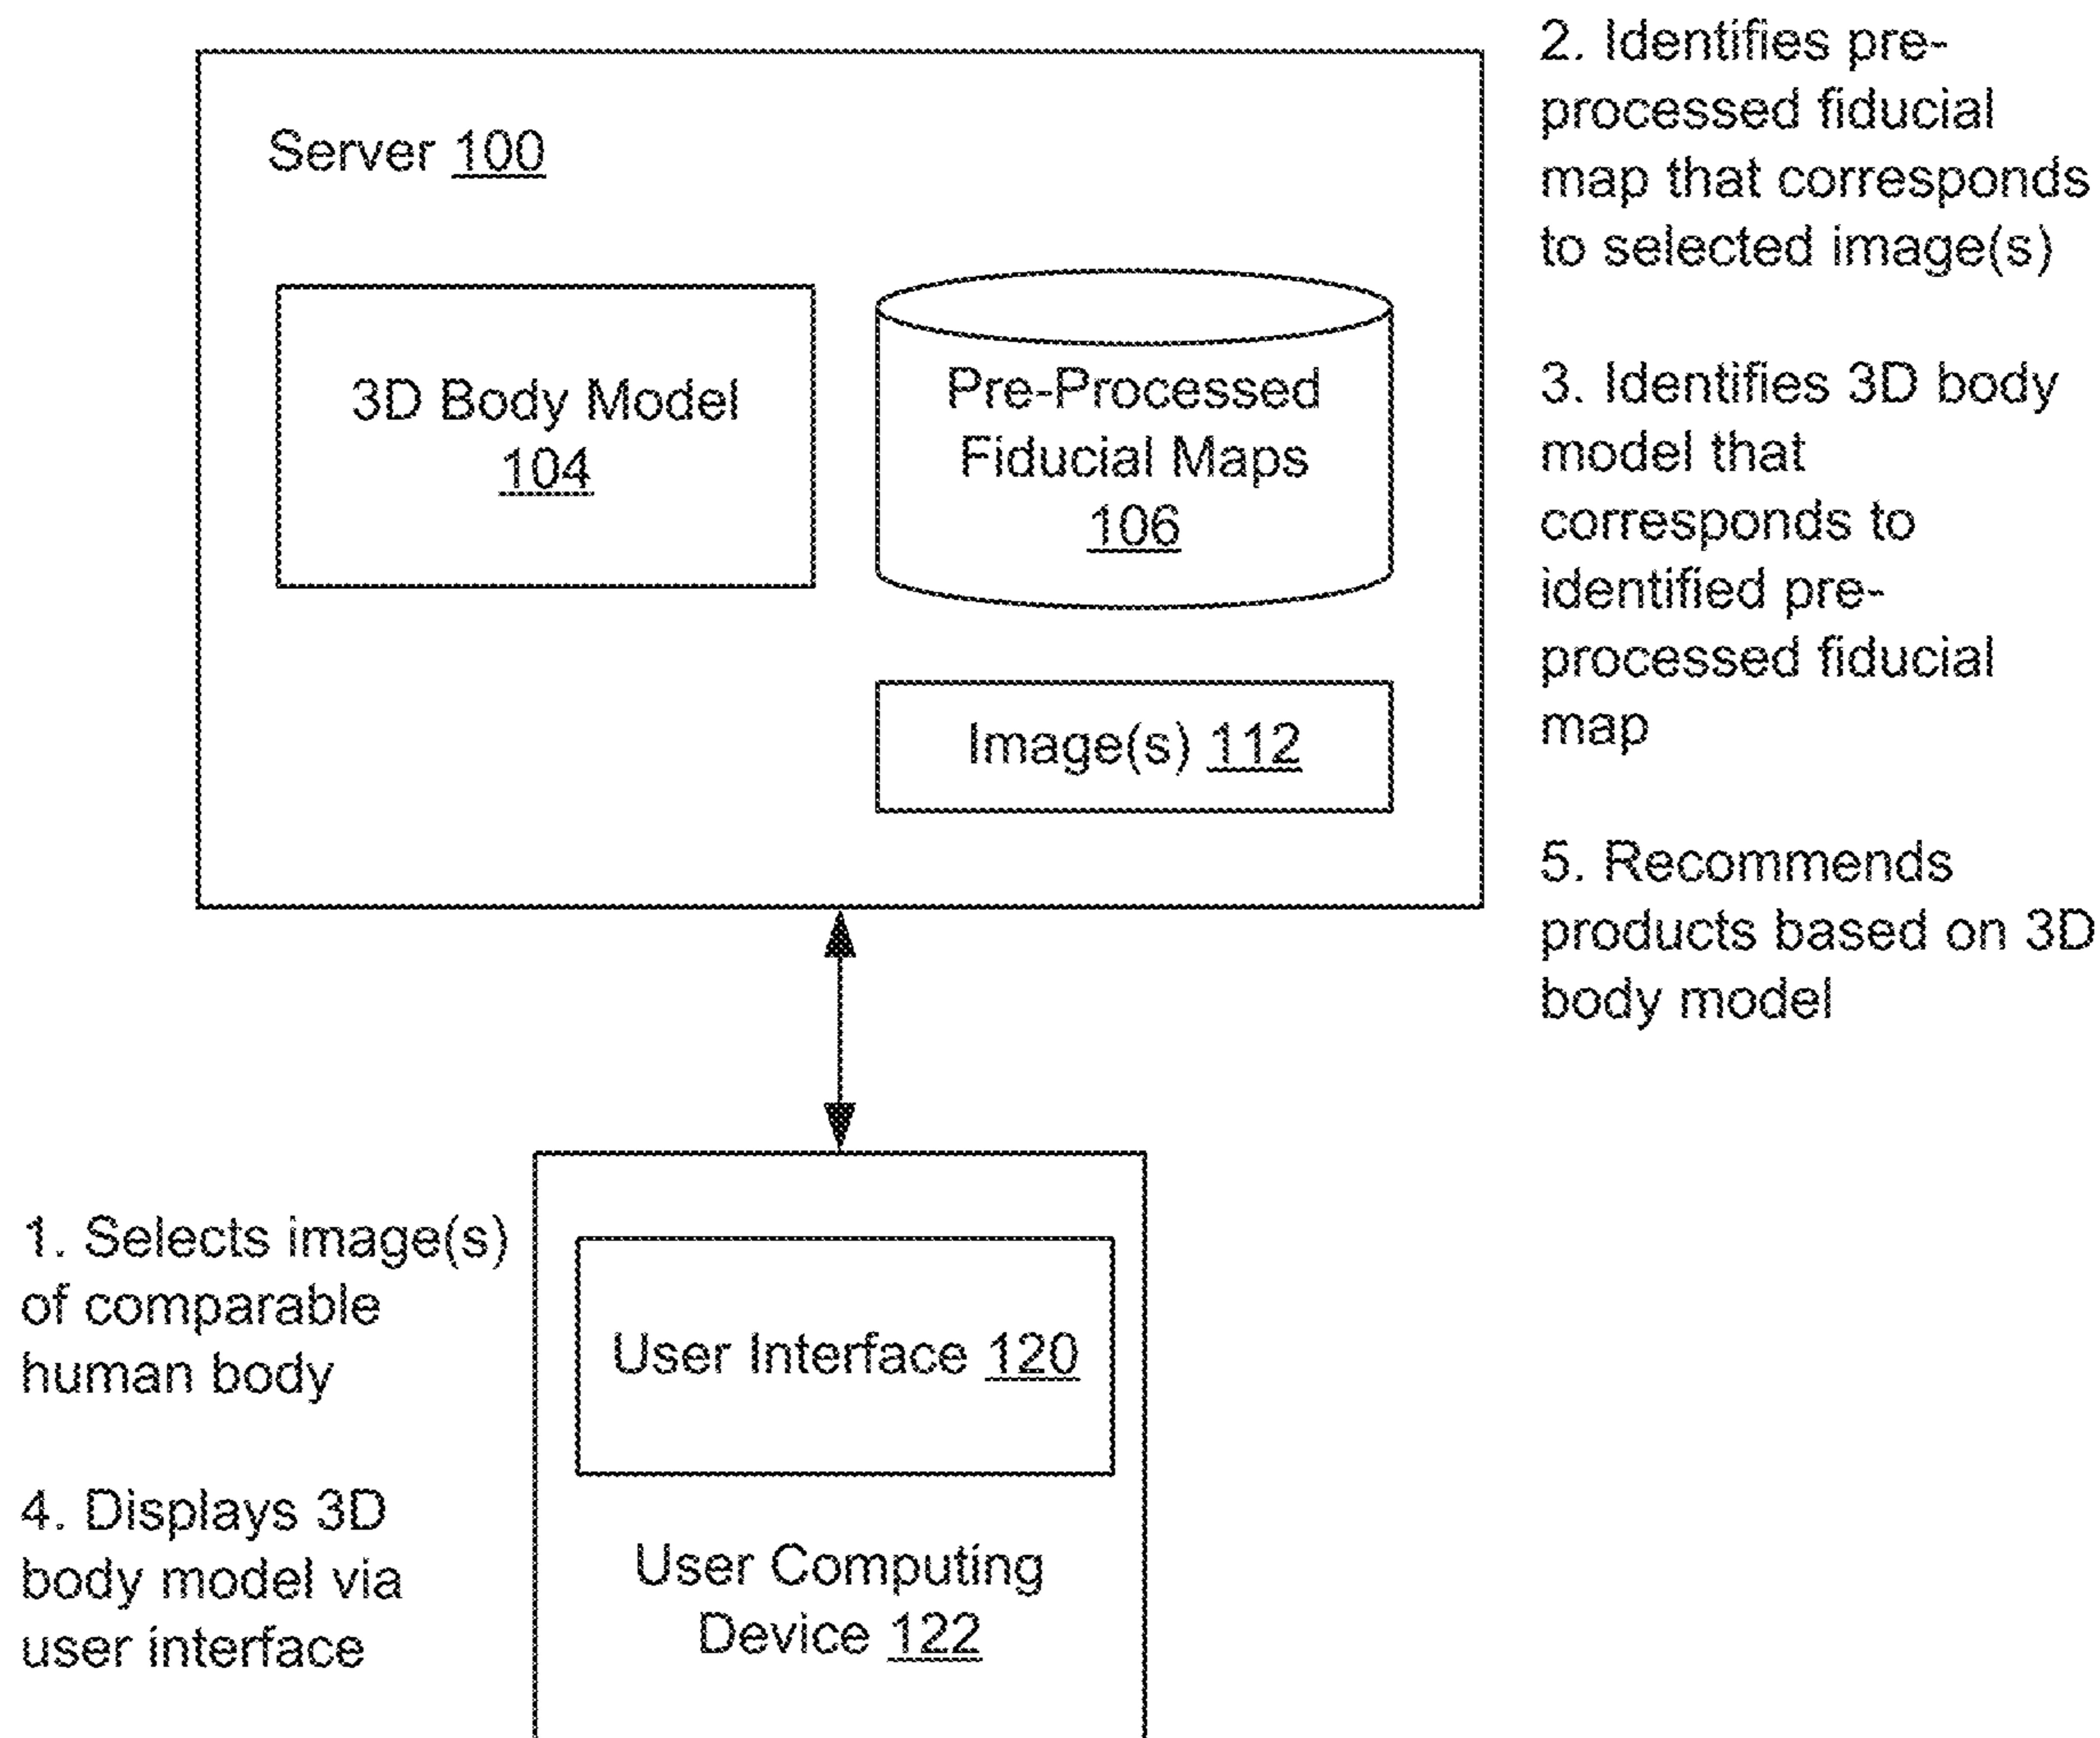 Server 100
3D Body Model
104
Pre-Processed
Fiducial Maps
106
Image(s) 112
2. Identifies pre-
processed fiducial
map that corresponds
to selected image(s)
3. Identifies 3D body
model that
corresponds to
identified pre-
processed fiducial
map
5. Recommends
products based on 3D
body model
1. Selects image(s)
of comparable
human body
4. Displays 3D
body model via
user interface
User Interface 120
User Computing
Device 122